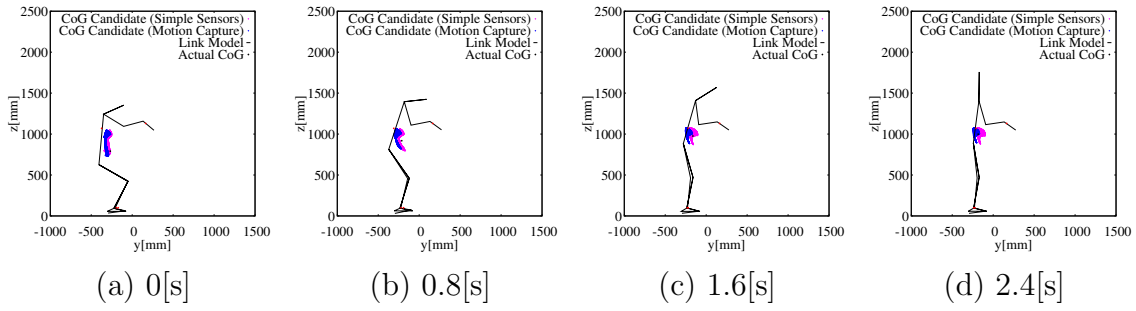 CoG Candidate (Simple Sensors)
CoG Candidate (Motion Capture)
Link Model
Actual CoG
2500
2000
1500
1000
500
0
z[mm]
-1000 -500 0 500 1000 1500
y[mm]
(a) 0[s]
CoG Candidate (Simple Sensors)
CoG Candidate (Motion Capture)
Link Model
Actual CoG
2500
2000
1500
1000
500
0
z[mm]
-1000 -500 0 500 1000 1500
y[mm]
(b) 0.8[s]
CoG Candidate (Simple Sensors)
CoG Candidate (Motion Capture)
Link Model
Actual CoG
2500
2000
1500
1000
500
0
z[mm]
-1000 -500 0 500 1000 1500
y[mm]
(c) 1.6[s]
CoG Candidate (Simple Sensors)
CoG Candidate (Motion Capture)
Link Model
Actual CoG
2500
2000
1500
1000
500
0
z[mm]
-1000 -500 0 500 1000 1500
y[mm]
(d) 2.4[s]